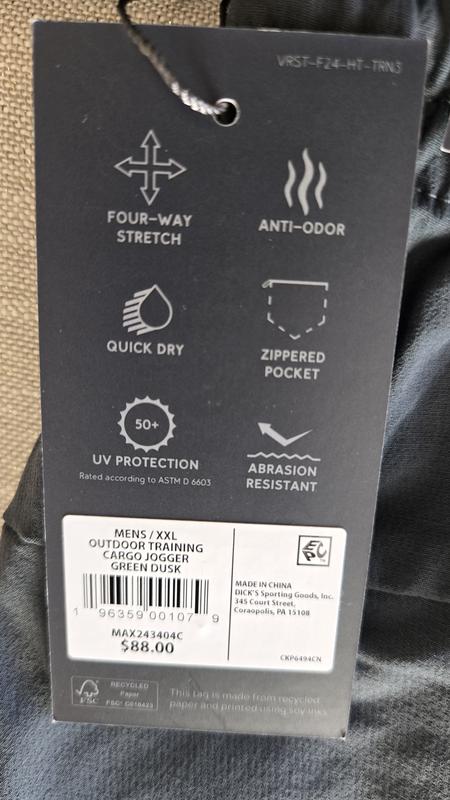 VRST-F24-HT-TRN3
FOUR-WAY
STRETCH
ANTI-ODOR
QUICK DRY
ZIPPERED
POCKET
50+
UV PROTECTION
Rated according to ASTM D 6603
ABRASION
RESISTANT
MENS / XXL
OUTDOOR TRAINING
CARGO JOGGER
GREEN DUSK
1 96359 00107 9
MAX243404C
$88.00
EPC
MADE IN CHINA
DICK'S Sporting Goods, Inc.
345 Court Street,
Coraopolis, PA 15108
CKP6494CN
FSC
RECYCLED
Paper
FSC® C018423
This tag is made from recycled
paper and printed using soy inks